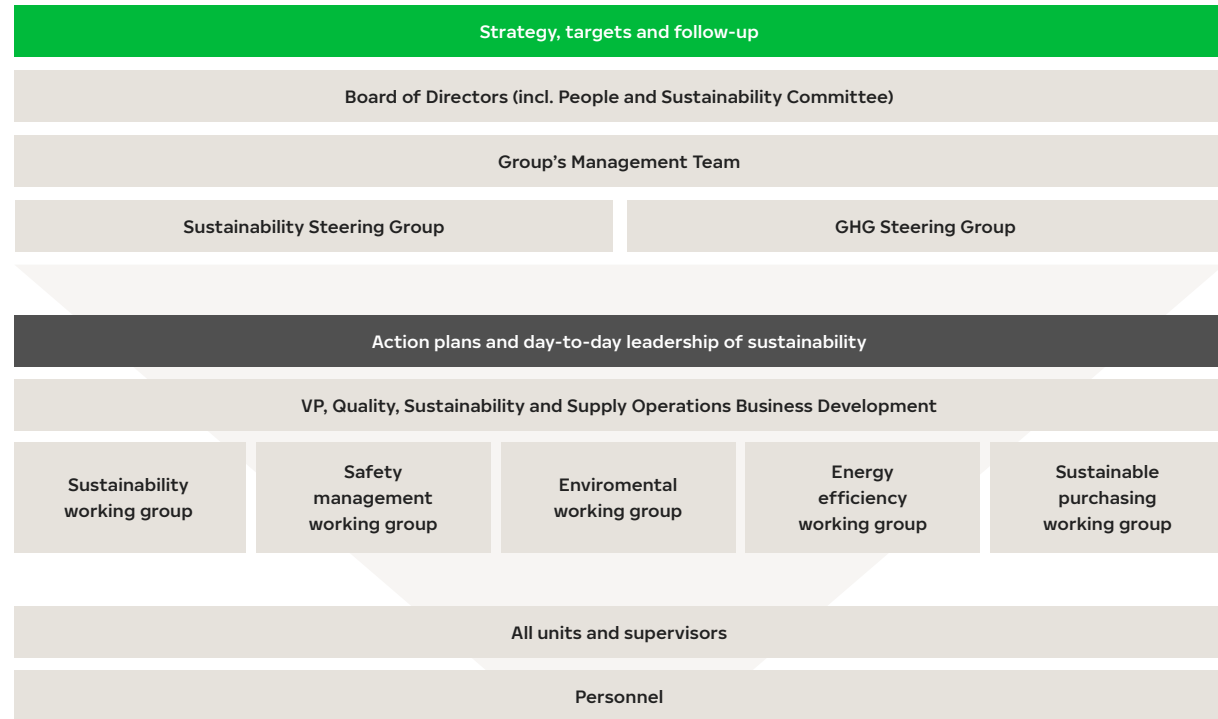 Strategy, targets and follow-up
Board of Directors (incl. People and Sustainability Committee)
Group’s Management Team
Sustainability Steering Group
GHG Steering Group
Action plans and day-to-day leadership of sustainability
VP, Quality, Sustainability and Supply Operations Business Development
Sustainability
working group
Safety
management
working group
Enviromental
working group
Energy
efficiency
working group
Sustainable
purchasing
working group
All units and supervisors
Personnel